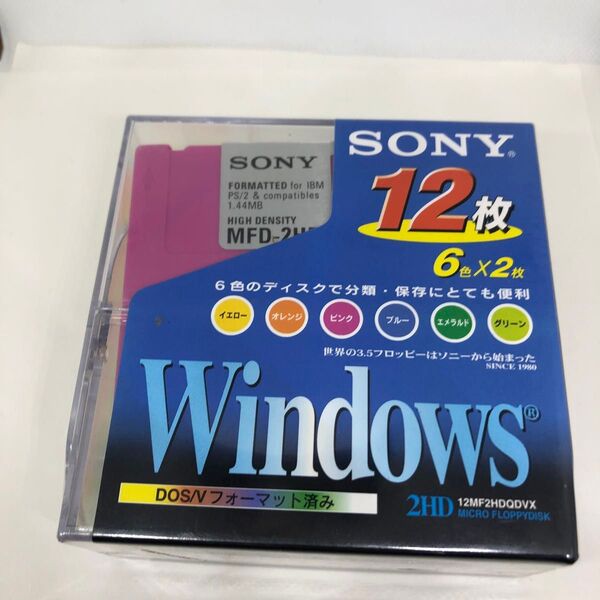 SONY®
12枚
6色×2枚
SONY
FORMATTED for IBM
PS/2 & compatibles
1.44MB
HIGH DENSITY
MFD-2H
6色のディスクで分類・保存にとても便利
イエロー
オレンジ
ピンク
ブルー
エメラルド
グリーン
世界の3.5フロッピーはソニーから始まった
SINCE 1980
Windows®
DOS/Vフォーマット済み
2HD 12MF2HDQDVX
MICRO FLOPPYDISK